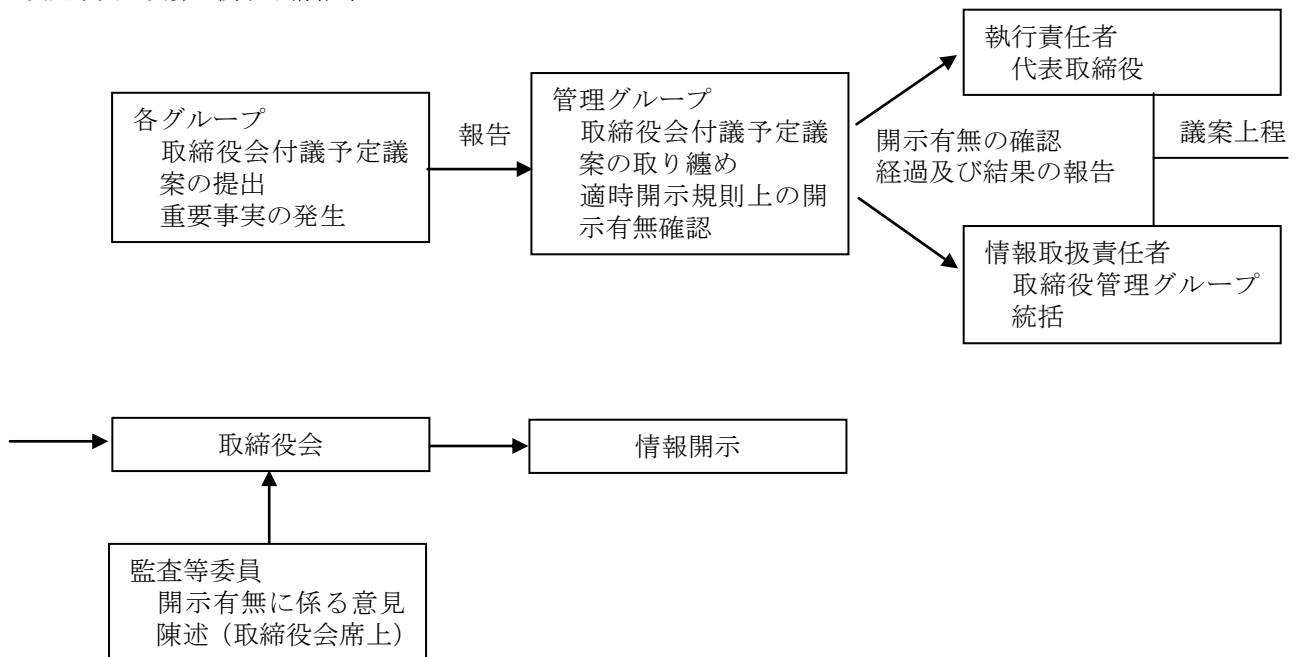 各グループ
取締役会付議予定議
案の提出
重要事実の発生
報告
管理グループ
取締役会付議予定議
案の取り纏め
適時開示規則上の開
示有無確認
開示有無の確認
経過及び結果の報告
執行責任者
代表取締役
議案上程
情報取扱責任者
取締役管理グループ
統括
取締役会
情報開示
監査等委員
開示有無に係る意見
陳述（取締役会席上）